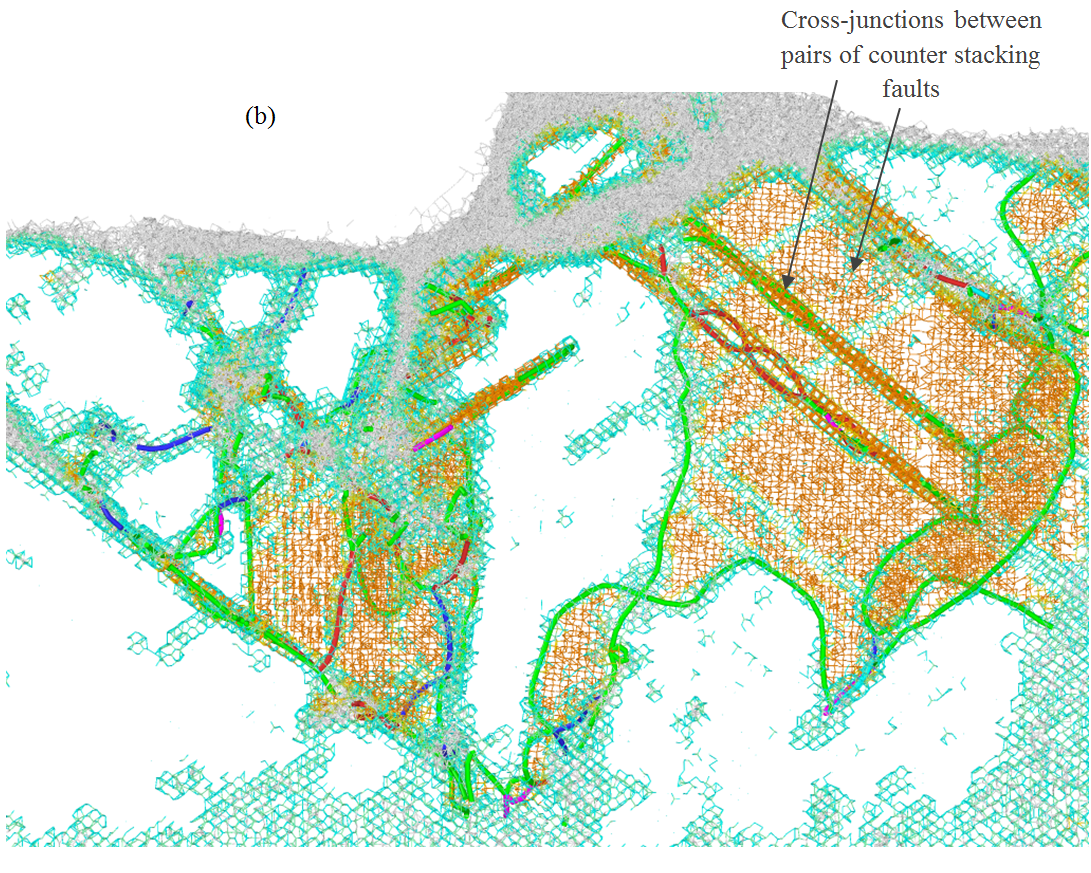 Cross-junctions between
pairs of counter stacking
faults
(b)